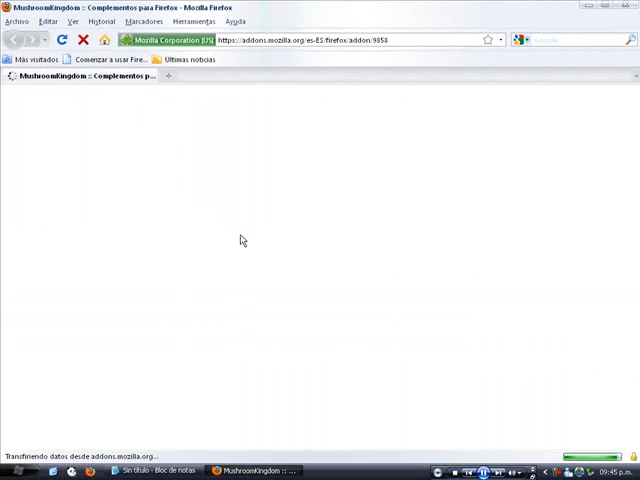 MushroomKingdom :: Complementos para Firefox - Mozilla Firefox
Archivo Editar Ver Historial Marcadores Herramientas Ayuda
Mozilla Corporation (US) https://addons.mozilla.org/es-ES/firefox/addon/9858 Google
Más visitados Comenzar a usar Fire... Últimas noticias
MushroomKingdom :: Complementos p...
Transfiriendo datos desde addons.mozilla.org...
Sin título - Bloc de notas MushroomKingdom :: ... 09:45 p.m.